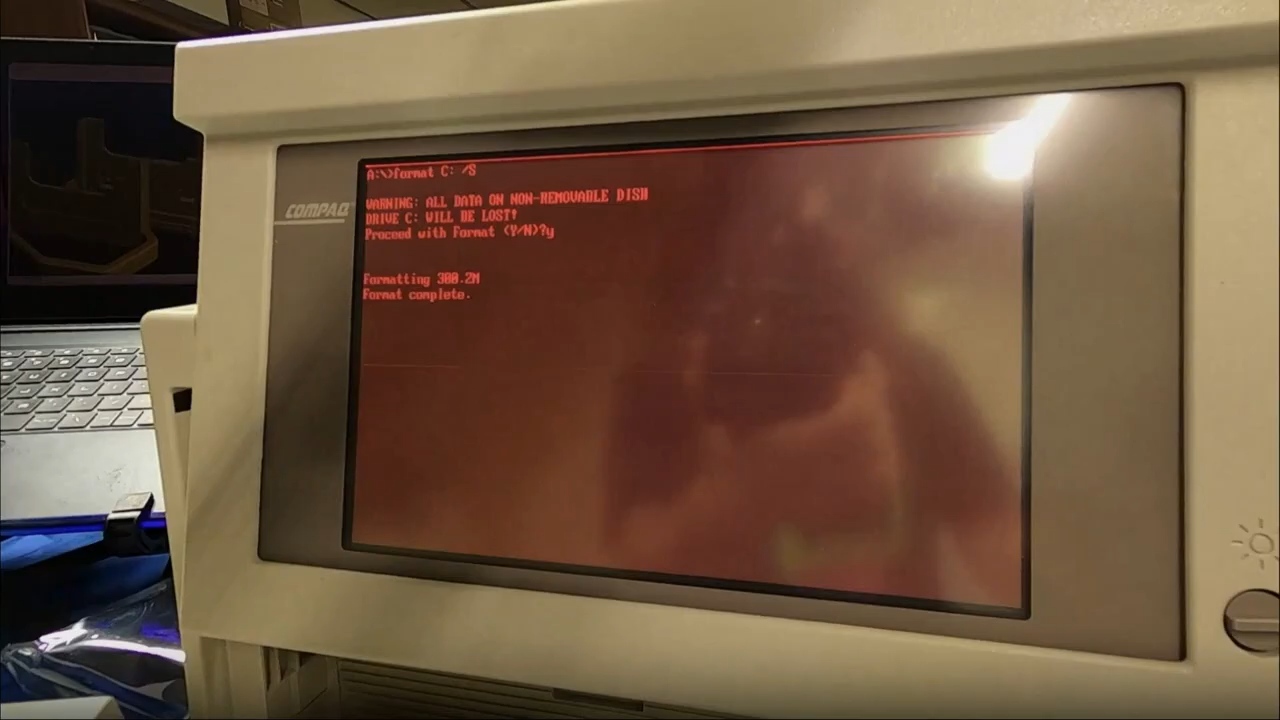 A:\>format C: /S
COMPAQ
WARNING: ALL DATA ON NON-REMOVABLE DISK
DRIVE C: WILL BE LOST!
Proceed with Format (Y/N)?y
Formatting 300.2M
Format complete.